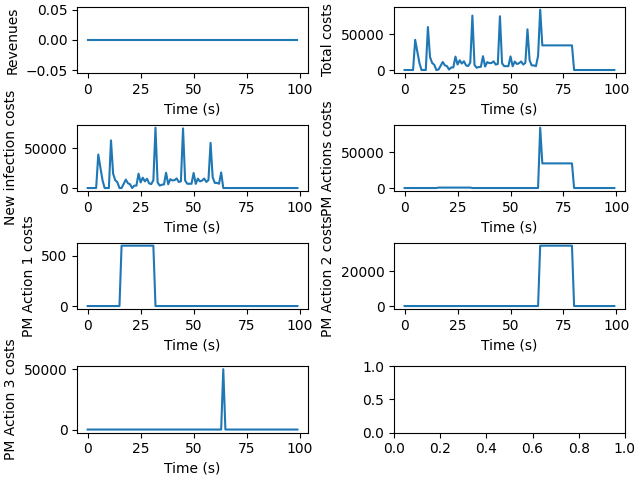 Revenues
0.05
0.00
−0.05
0 25 50 75 100
Time (s)
Total costs
50000
0
0 25 50 75 100
Time (s)
New infection costs
50000
0
0 25 50 75 100
Time (s)
PM Actions costs
50000
0
0 25 50 75 100
Time (s)
PM Action 1 costs
500
0
0 25 50 75 100
Time (s)
PM Action 2 costs
20000
0
0 25 50 75 100
Time (s)
PM Action 3 costs
50000
0
0 25 50 75 100
Time (s)
1.0
0.5
0.0
0.0 0.2 0.4 0.6 0.8 1.0